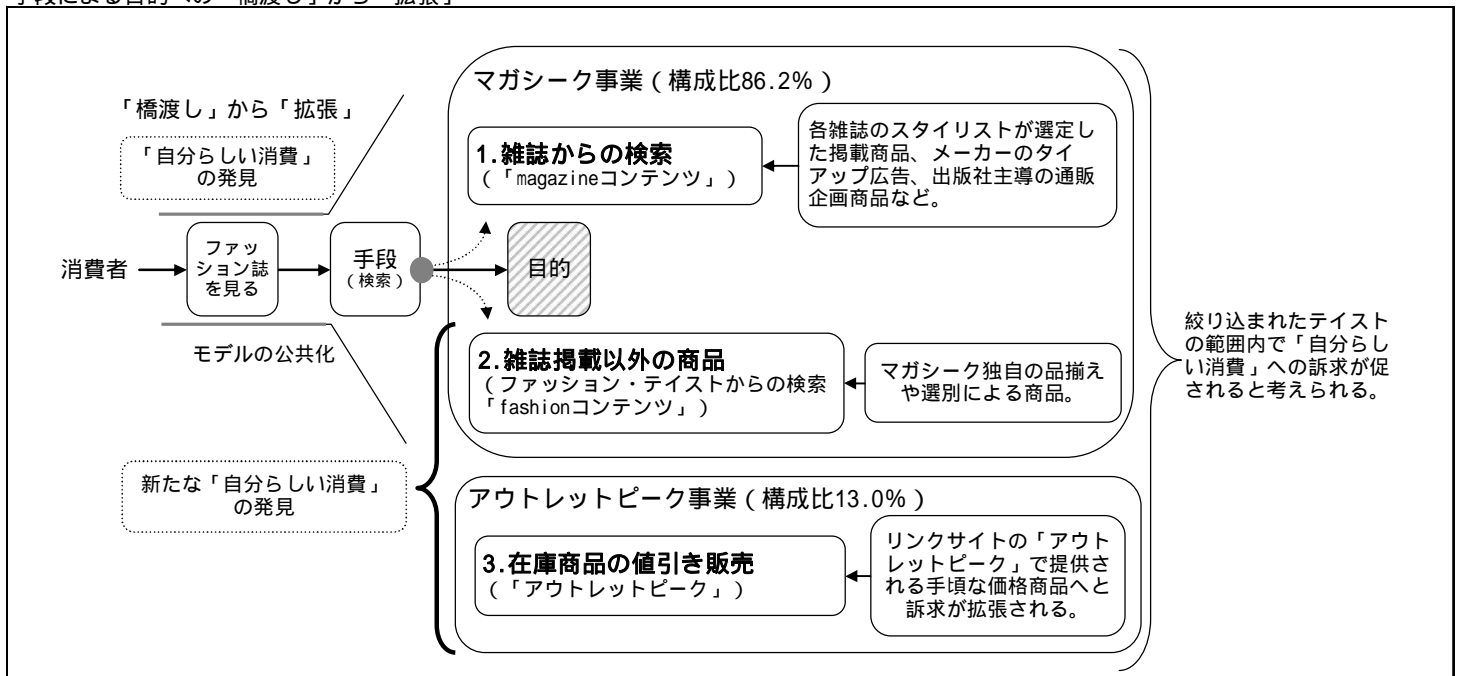 手段による目的への「橋渡し」から「拡張」
マガシーク事業(構成比86.2%)
「橋渡し」から「拡張」
「自分らしい消費」
の発見
1.雑誌からの検索
(「magazineコンテンツ」)
各雑誌のスタイリストが選定し
た掲載商品、メーカーのタイ
アップ広告、出版社主導の通販
企画商品など。
消費者
ファッ
ション誌
を見る
手段
(検索)
目的
モデルの公共化
2.雑誌掲載以外の商品
(ファッション・テイストからの検索
「fashionコンテンツ」)
マガシーク独自の品揃え
や選別による商品。
絞り込まれたテイスト
の範囲内で「自分らし
い消費」への訴求が促
されると考えられる。
新たな「自分らしい消費」
の発見
アウトレットピーク事業(構成比13.0%)
3.在庫商品の値引き販売
(「アウトレットピーク」)
リンクサイトの「アウト
レットピーク」で提供さ
れる手頃な価格商品へと
訴求が拡張される。